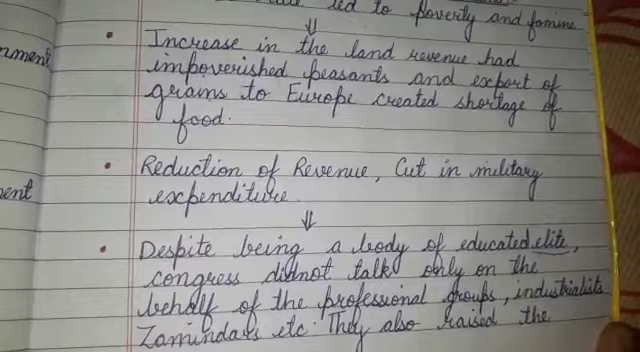 led to poverty and famine
⇓
• Increase in the land revenue had
impoverished peasants and export of
grains to Europe created shortage of
food.
• Reduction of Revenue, Cut in military
expenditure.
⇓
• Despite being a body of educated elite,
congress didnot talk only on the
behalf of the professional groups, industrialists
Zamindars etc. They also raised the